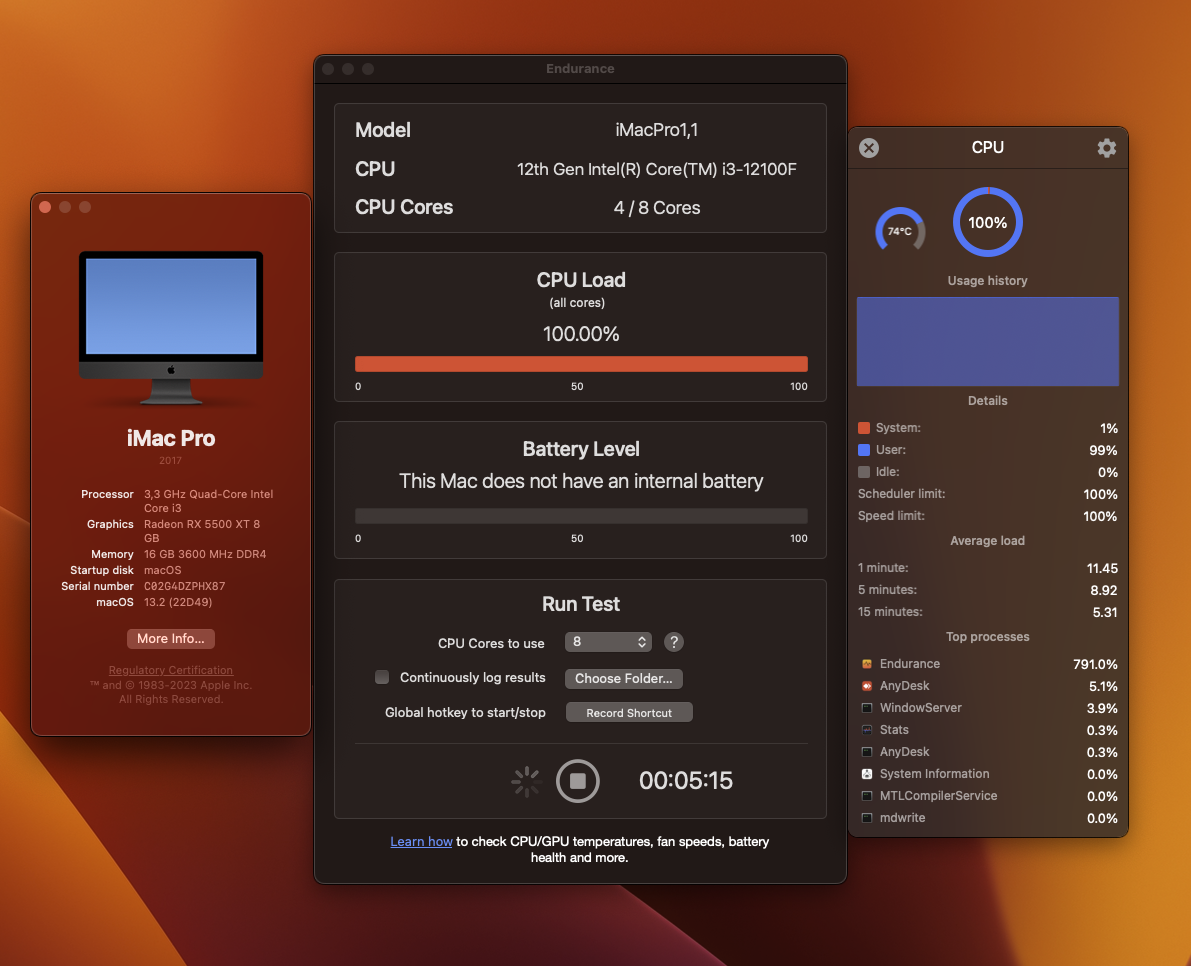 iMac Pro
2017
Processor 3,3 GHz Quad-Core Intel
Core i3
Graphics Radeon RX 5500 XT 8
GB
Memory 16 GB 3600 MHz DDR4
Startup disk macOS
Serial number C02G4DZPHX87
macOS 13.2 (22D49)
More Info...
Regulatory Certification
™ and © 1983-2023 Apple Inc.
All Rights Reserved.
Endurance
Model iMacPro1,1
CPU 12th Gen Intel(R) Core(TM) i3-12100F
CPU Cores 4 / 8 Cores
CPU Load
(all cores)
100.00%
0 50 100
Battery Level
This Mac does not have an internal battery
0 50 100
Run Test
CPU Cores to use 8 ?
Continuously log results Choose Folder...
Global hotkey to start/stop Record Shortcut
00:05:15
Learn how to check CPU/GPU temperatures, fan speeds, battery
health and more.
CPU
74°C 100%
Usage history
Details
System: 1%
User: 99%
Idle: 0%
Scheduler limit: 100%
Speed limit: 100%
Average load
1 minute: 11.45
5 minutes: 8.92
15 minutes: 5.31
Top processes
Endurance 791.0%
AnyDesk 5.1%
WindowServer 3.9%
Stats 0.3%
AnyDesk 0.3%
System Information 0.0%
MTLCompilerService 0.0%
mdwrite 0.0%